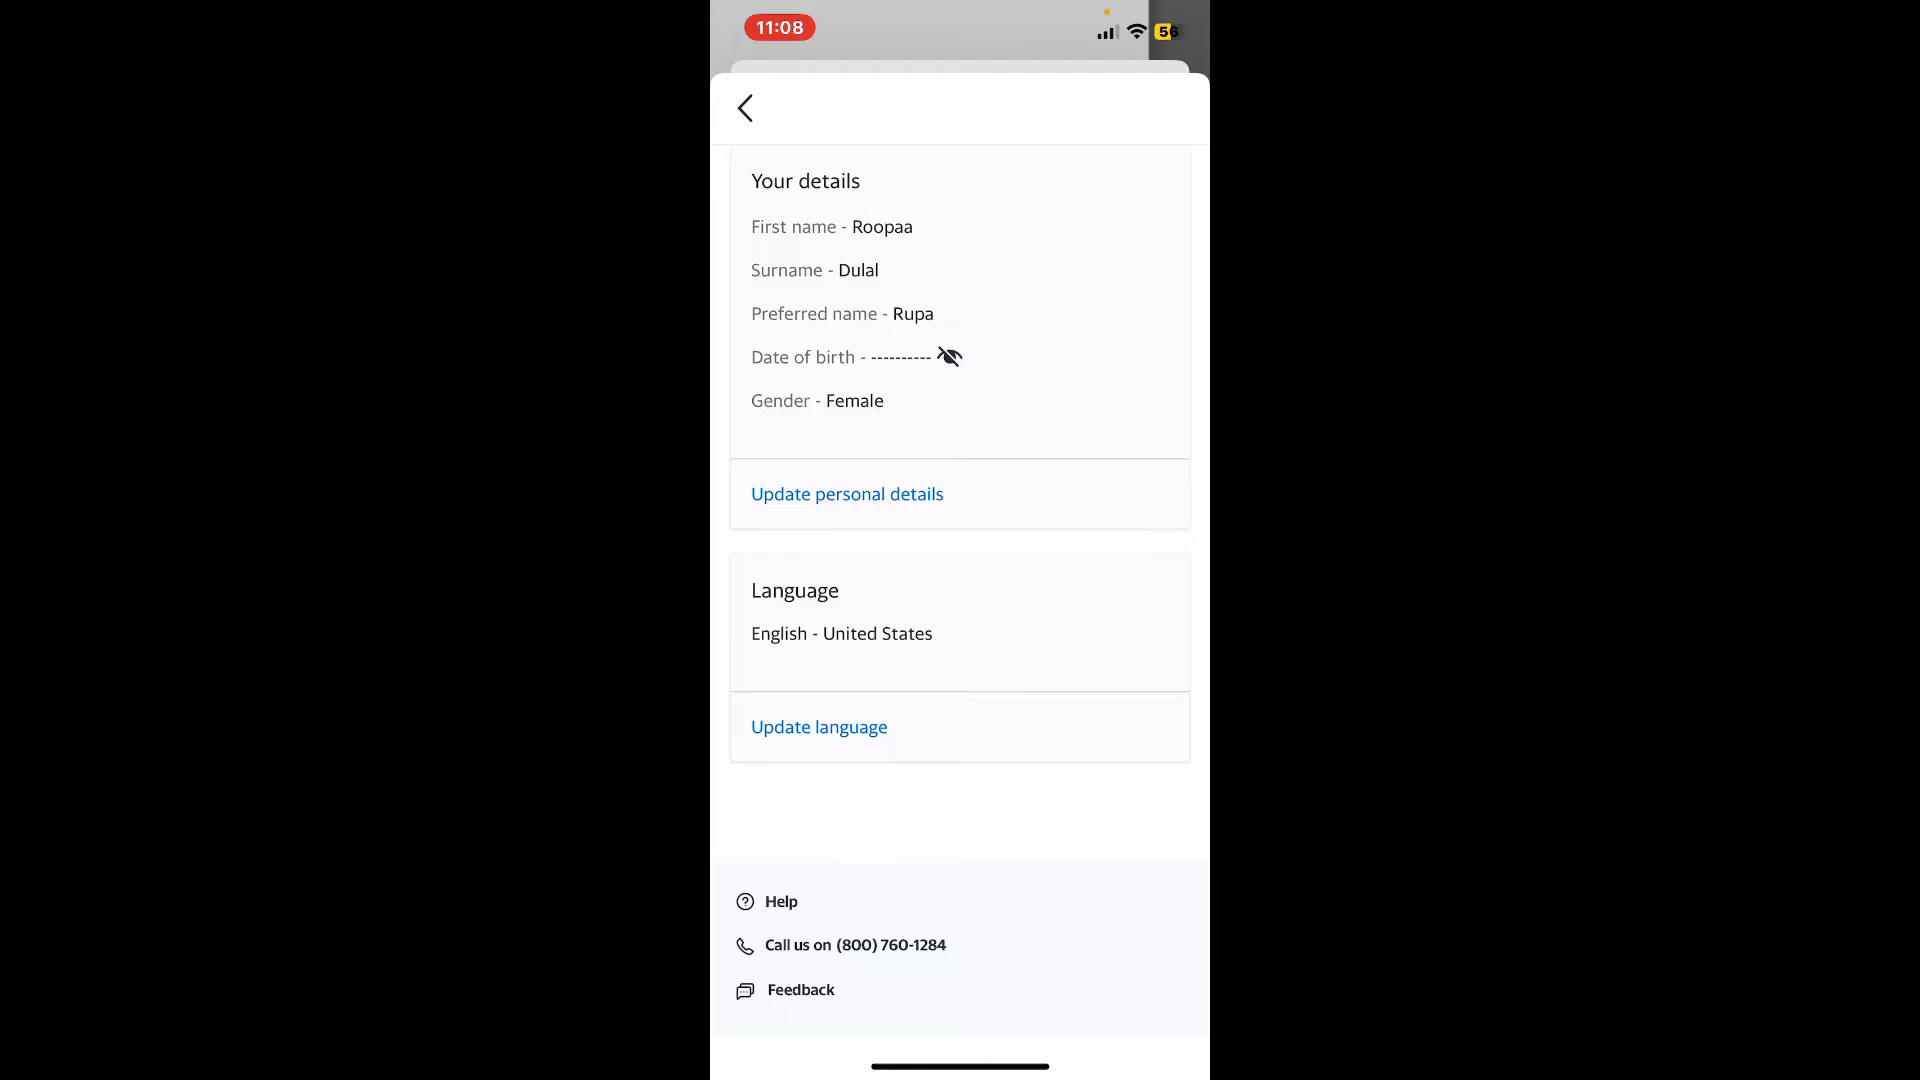 11:08
56
Your details
First name - Roopaa
Surname - Dulal
Preferred name - Rupa
Date of birth - ----------
Gender - Female
Update personal details
Language
English - United States
Update language
Help
Call us on (800) 760-1284
Feedback